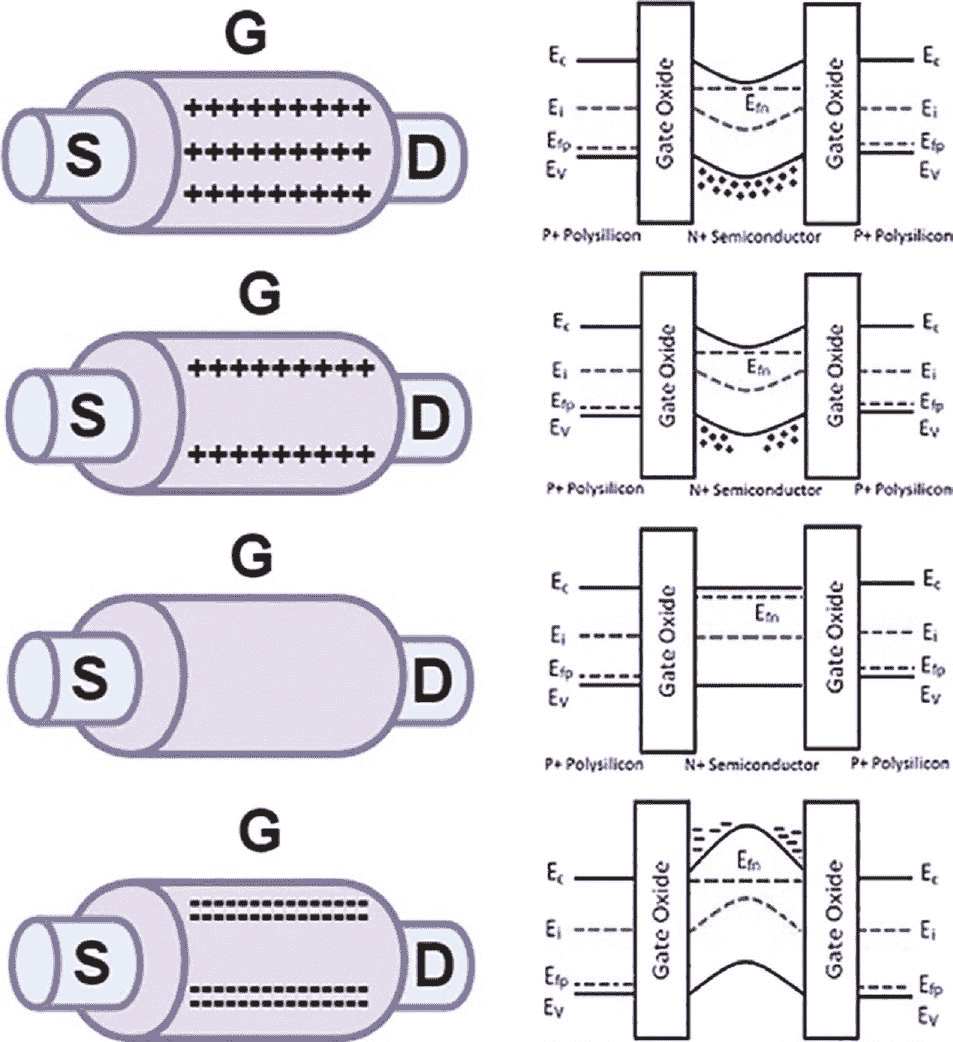 G
S
D
+++++++++
+++++++++
+++++++++
Ec Gate Oxide Gate Oxide Ec
Efn
Ei Ei
Efp Efp
EV EV
P+ Polysilicon N+ Semiconductor P+ Polysilicon
G
S
D
+++++++++
+++++++++
Ec Gate Oxide Gate Oxide Ec
Efn
Ei Ei
Efp Efp
EV EV
P+ Polysilicon N+ Semiconductor P+ Polysilicon
G
S
D
Ec Gate Oxide Gate Oxide Ec
Efn
Ei Ei
Efp Efp
EV EV
P+ Polysilicon N+ Semiconductor P+ Polysilicon
G
S
D
Efn
Ec Gate Oxide Gate Oxide Ec
Ei Ei
Efp Efp
EV EV